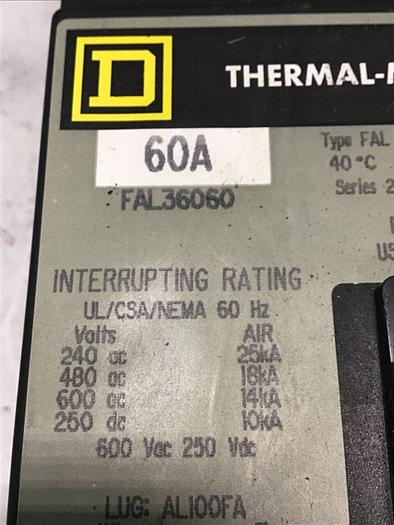 D
THERMAL-M
60A
FAL36060
Type FAL
40°C
Series 2
US
INTERRUPTING RATING
UL/CSA/NEMA 60 Hz
Volts AIR
240 ac 25kA
480 ac 18kA
600 ac 14kA
250 dc 10kA
600 Vac 250 Vdc
LUG: AL100FA